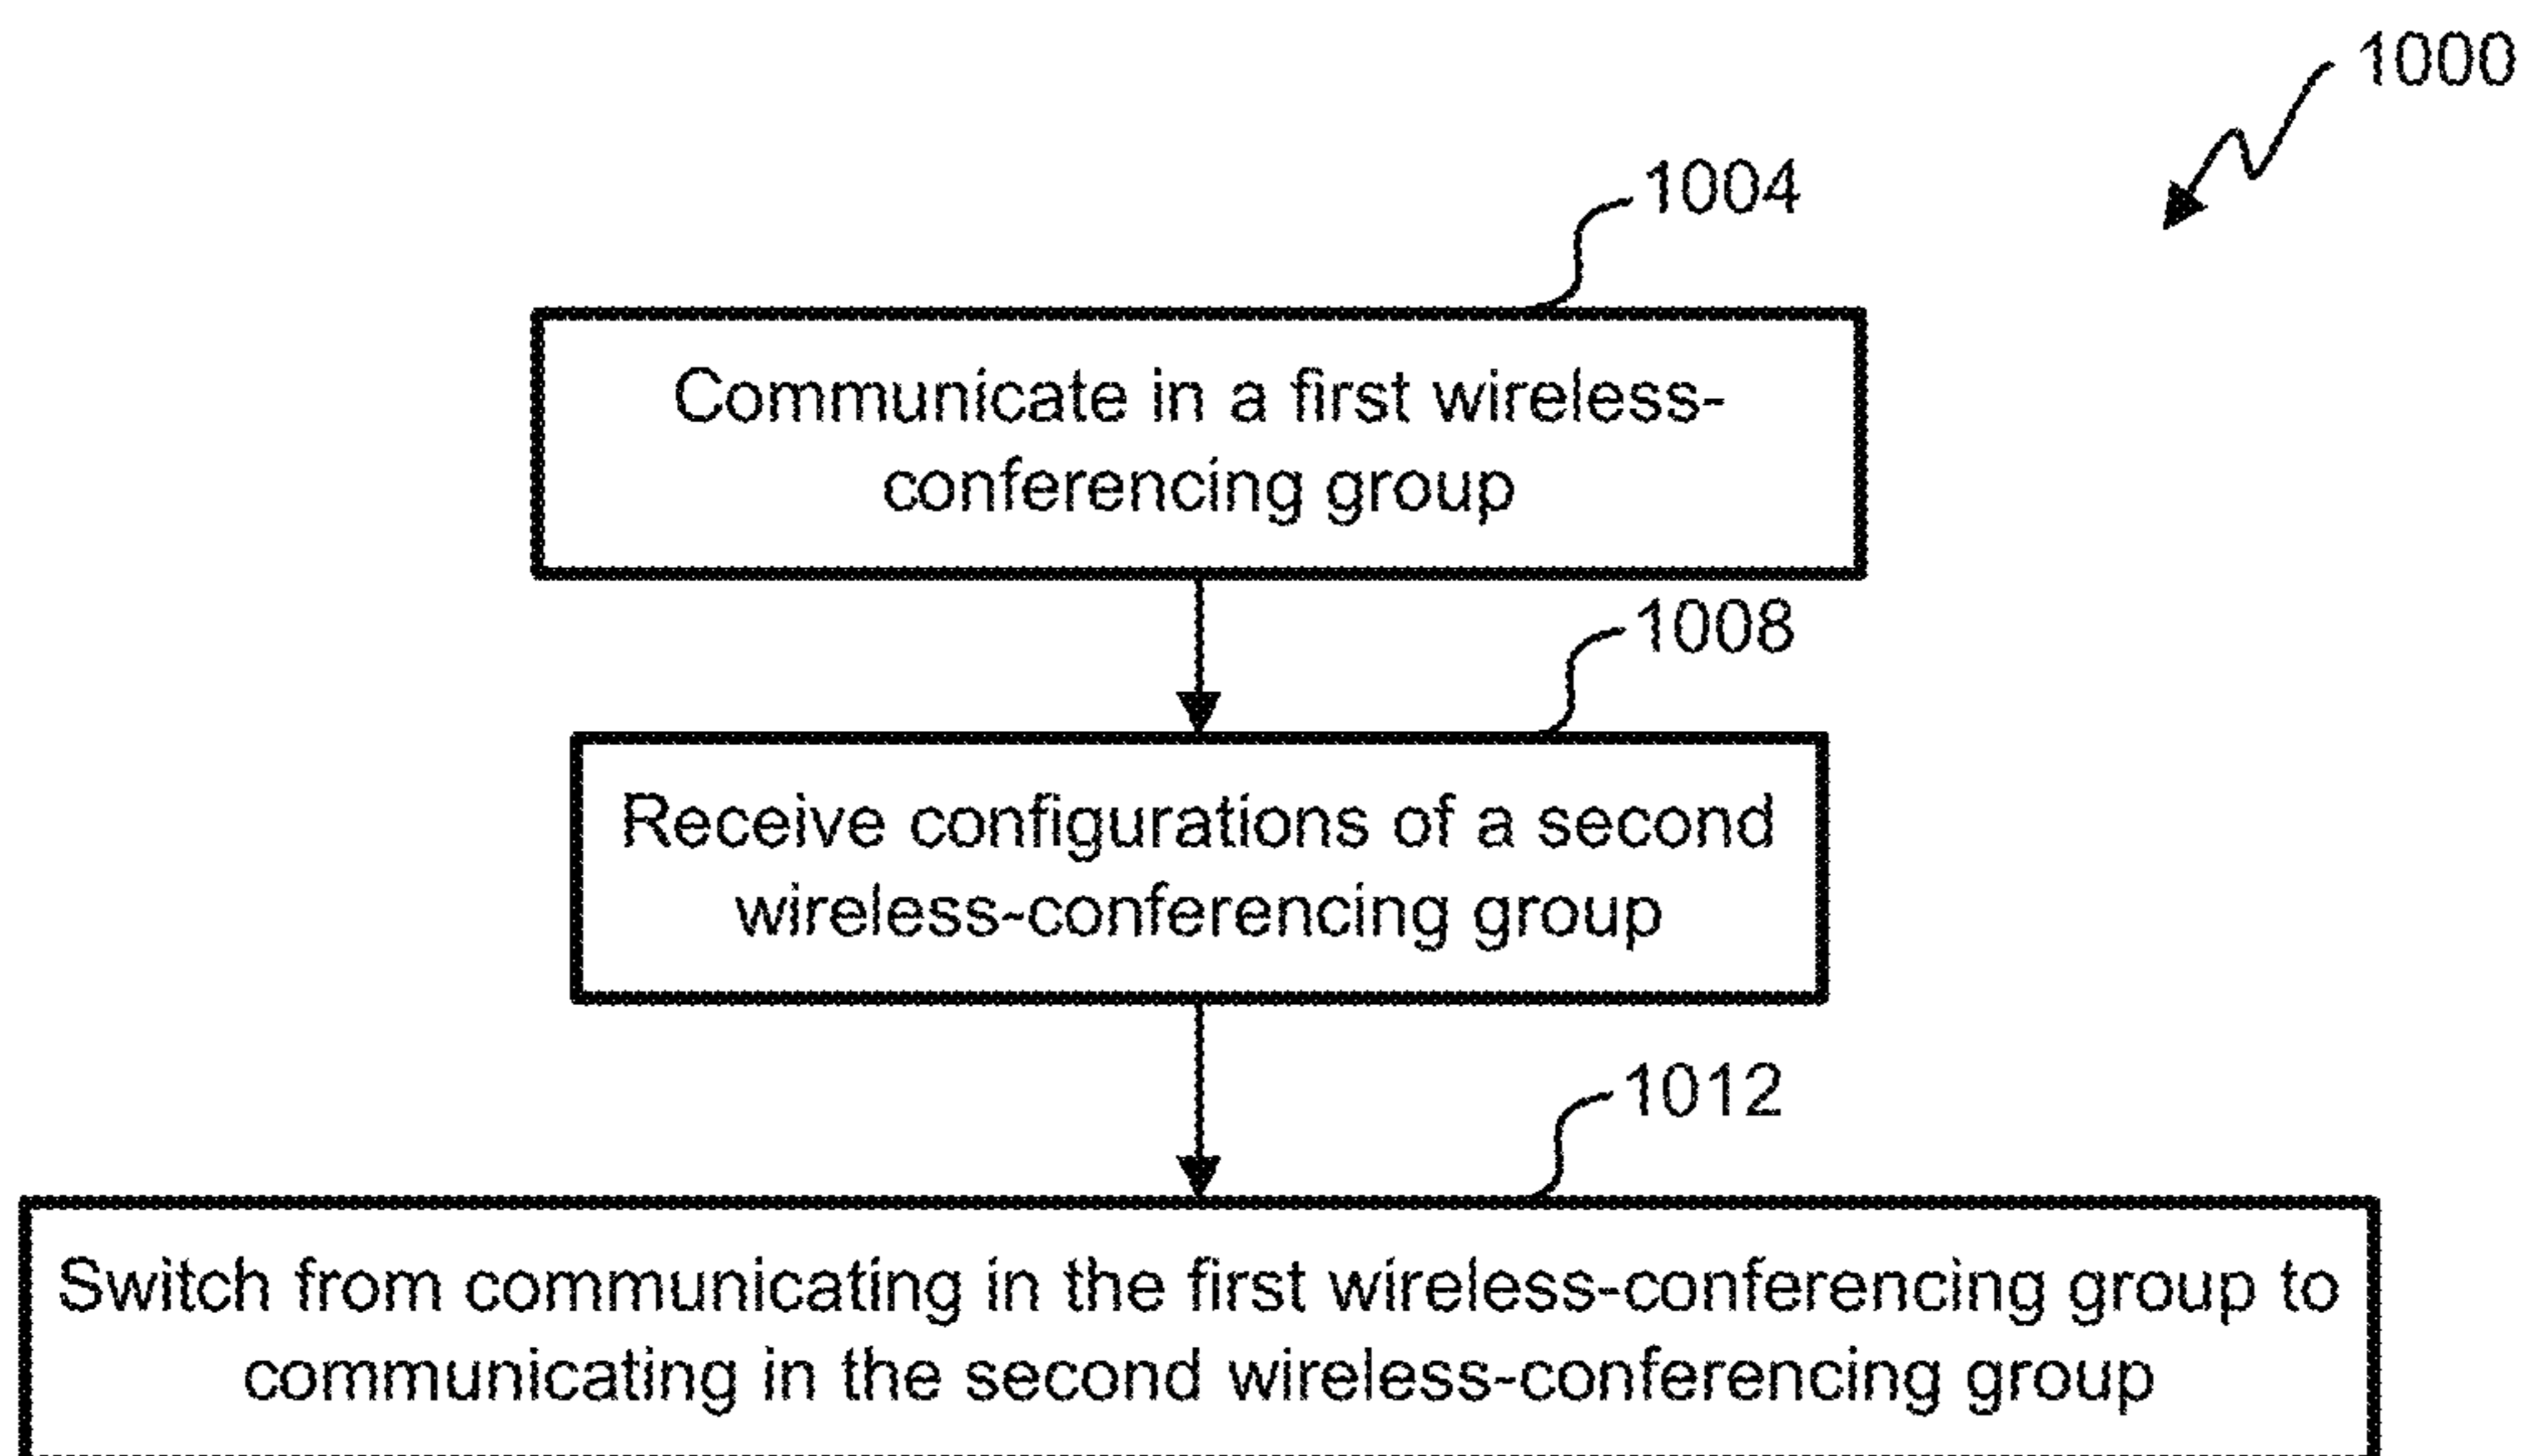 1000
1004
Communicate in a first wireless-
conferencing group
1008
Receive configurations of a second
wireless-conferencing group
1012
Switch from communicating in the first wireless-conferencing group to
communicating in the second wireless-conferencing group